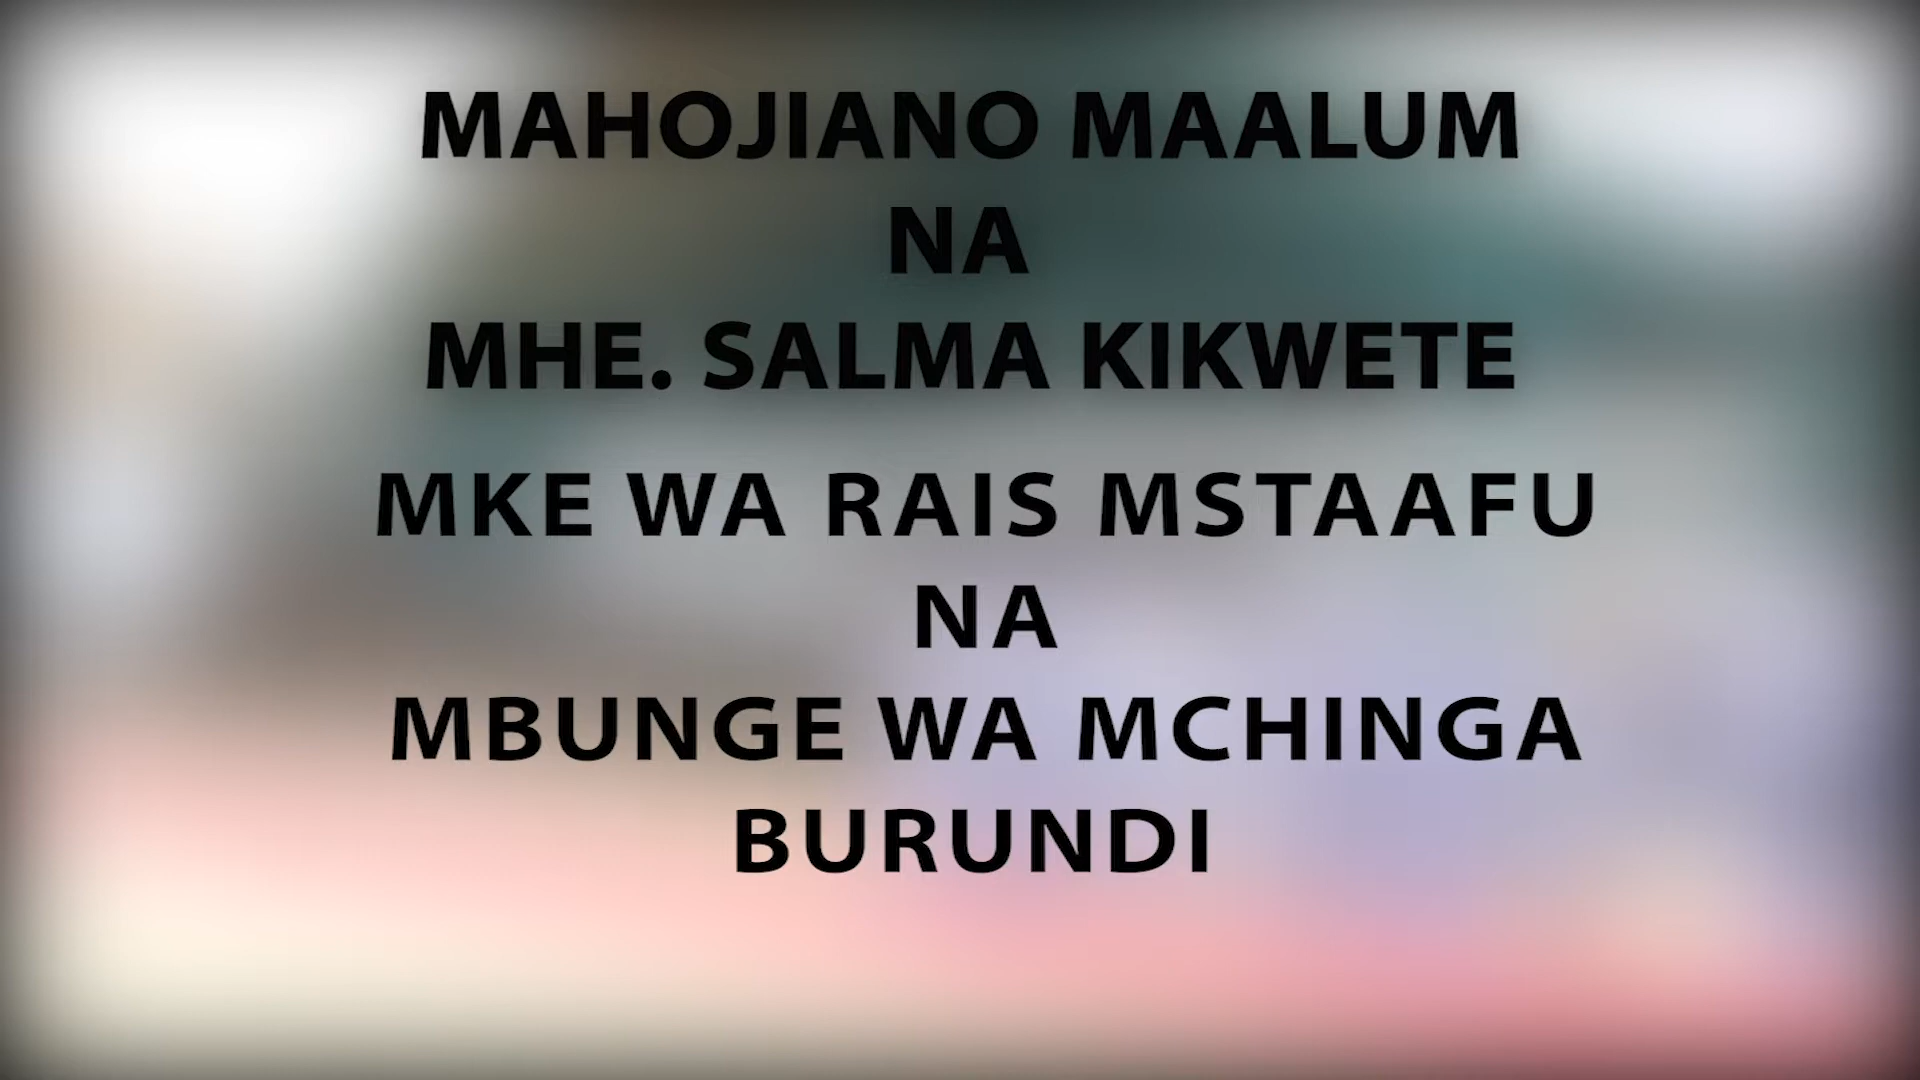 MAHOJIANO MAALUM
NA
MHE. SALMA KIKWETE
MKE WA RAIS MSTAAFU
NA
MBUNGE WA MCHINGA
BURUNDI